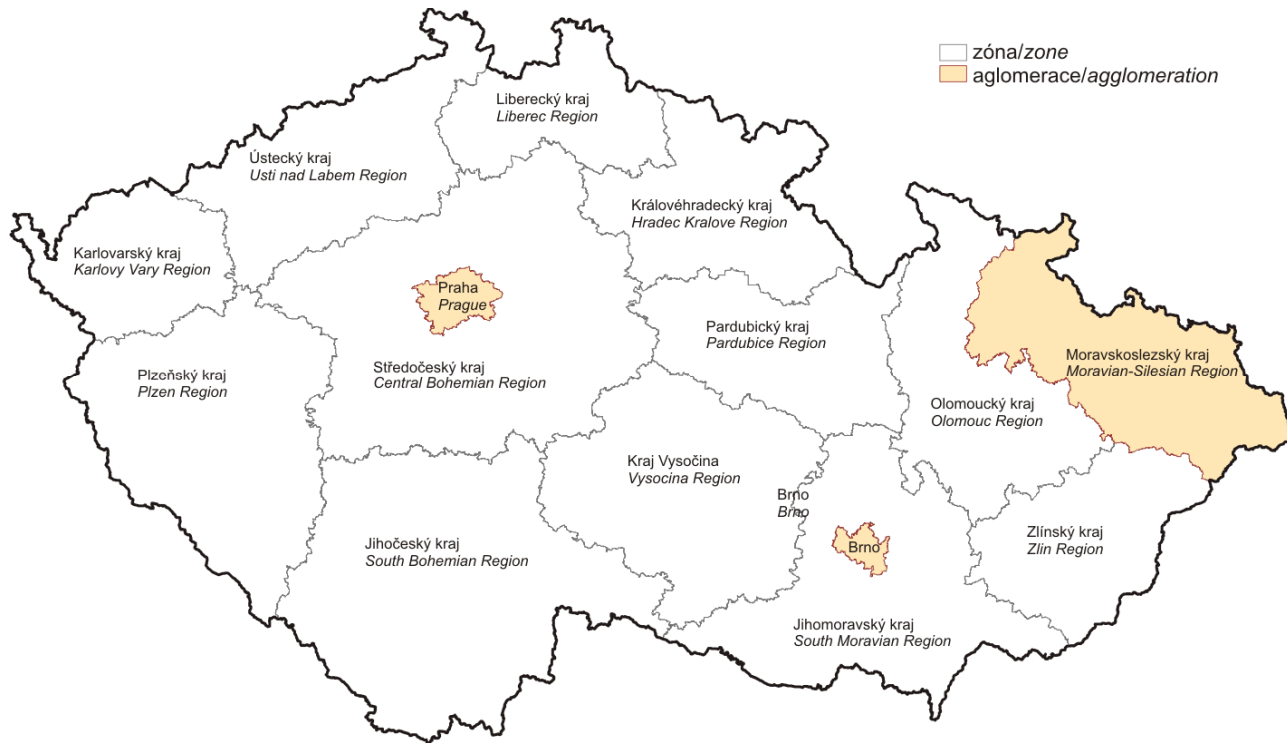 zóna/zone
aglomerace/agglomeration
Liberecký kraj
Liberec Region
Ústecký kraj
Usti nad Labem Region
Královéhradecký kraj
Hradec Kralove Region
Karlovarský kraj
Karlovy Vary Region
Praha
Prague
Pardubický kraj
Pardubice Region
Moravskoslezský kraj
Moravian-Silesian Region
Plzeňský kraj
Plzen Region
Středočeský kraj
Central Bohemian Region
Olomoucký kraj
Olomouc Region
Kraj Vysočina
Vysocina Region
Brno
Brno
Brno
Zlínský kraj
Zlin Region
Jihočeský kraj
South Bohemian Region
Jihomoravský kraj
South Moravian Region